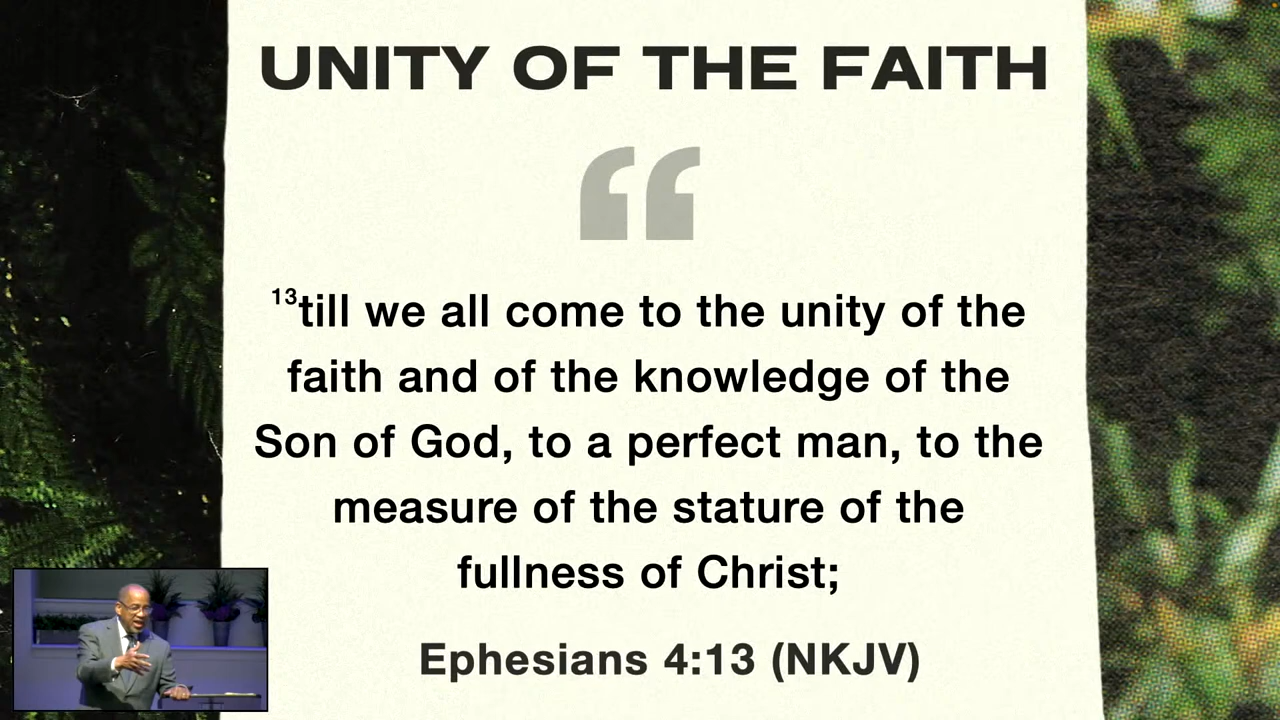 UNITY OF THE FAITH
“
13till we all come to the unity of the
faith and of the knowledge of the
Son of God, to a perfect man, to the
measure of the stature of the
fullness of Christ;
Ephesians 4:13 (NKJV)